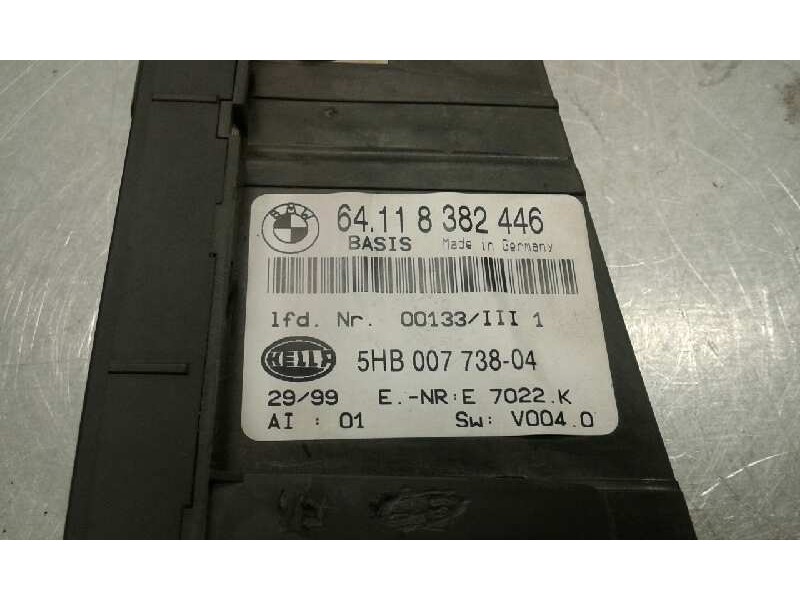 BMW 64.11 8 382 446
BASIS Made in Germany
lfd. Nr. 00133/III 1
HELLA 5HB 007 738-04
29/99 E.-NR:E 7022.K
AI : 01 SW: V004.0